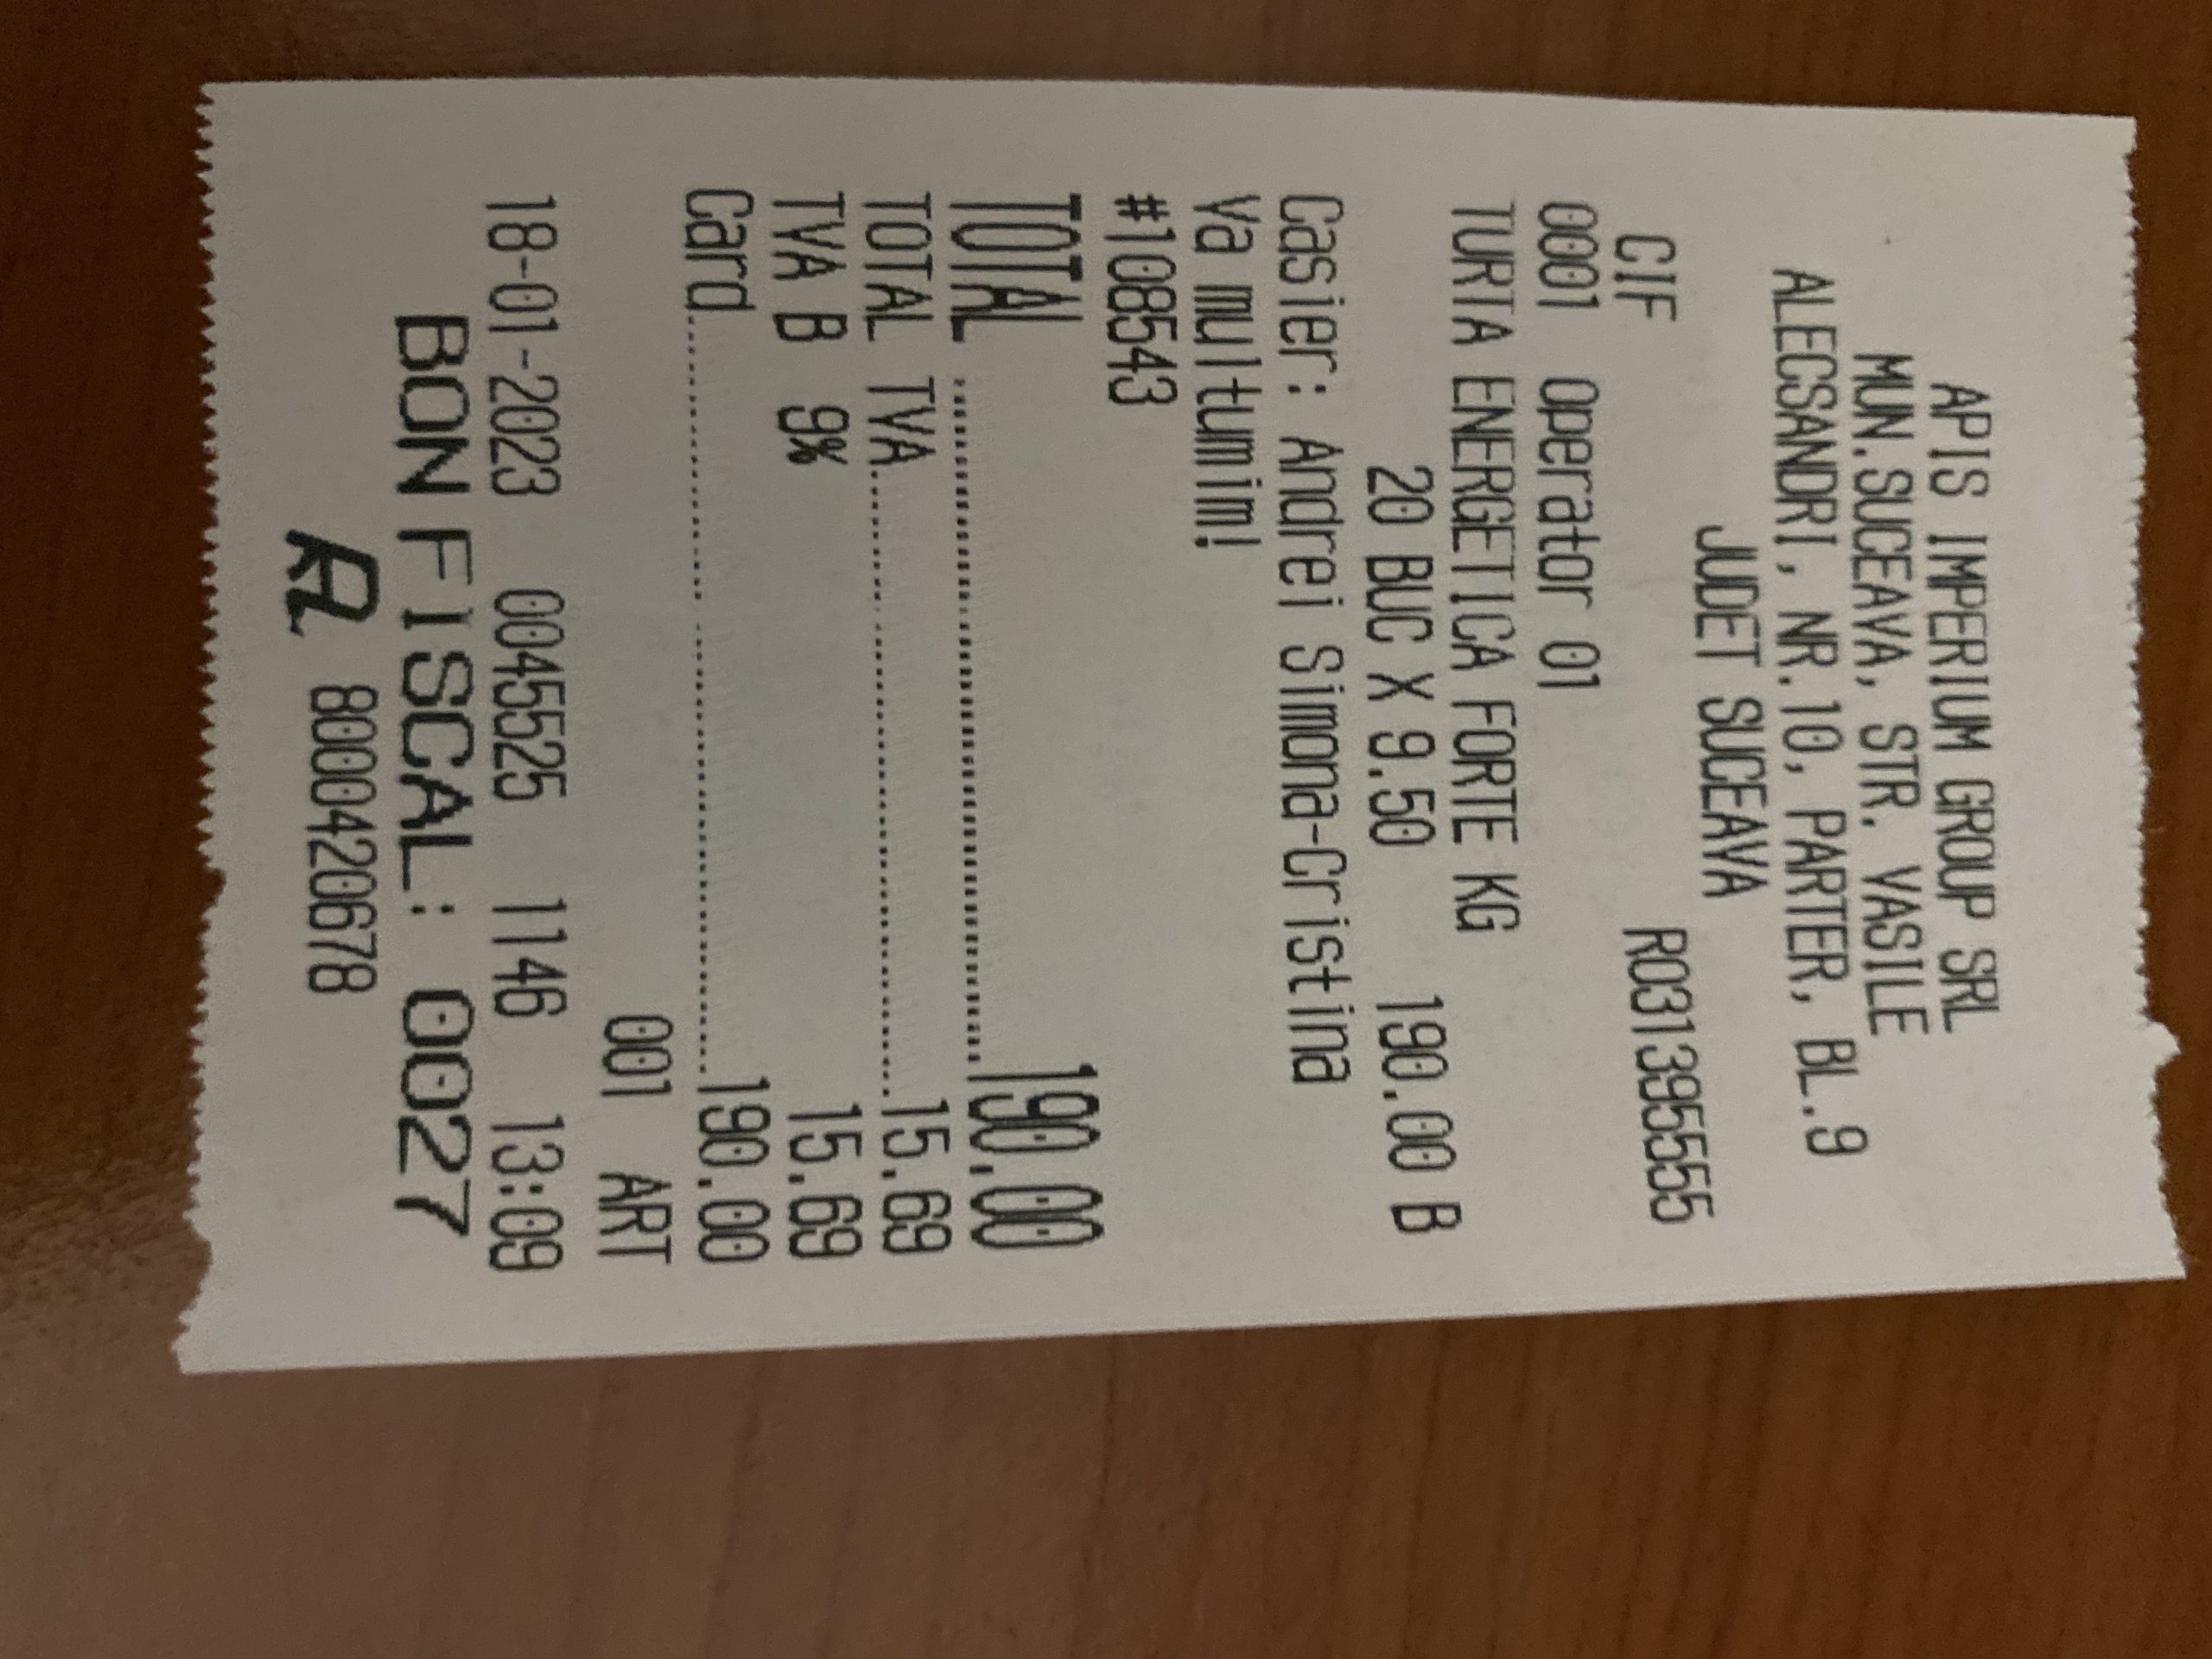 APIS IMPERIUM GROUP SRL
MUN.SUCEAVA, STR. VASILE
ALECSANDRI, NR.10, PARTER, BL.9
JUDET SUCEAVA
CIF RO31395555
0001 Operator 01
TURTA ENERGETICA FORTE KG
20 BUC X 9.50 190.00 B
Casier: Andrei Simona-Cristina
Va multumim!
#108543
TOTAL 190.00
TOTAL TVA 15.69
TVA B 9% 15.69
Card 190.00
001 ART
18-01-2023 0045525 1146 13:09
BON FISCAL: 0027
8000420678